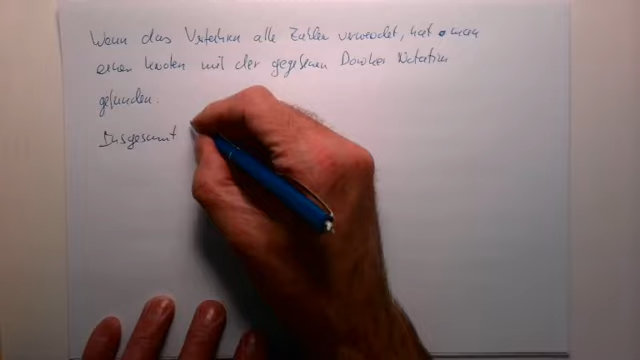 Wenn das Verfahren alle Zahlen verwendet, hat man
einen Knoten mit der gegebenen Dowker Notation
gefunden.
Insgesamt